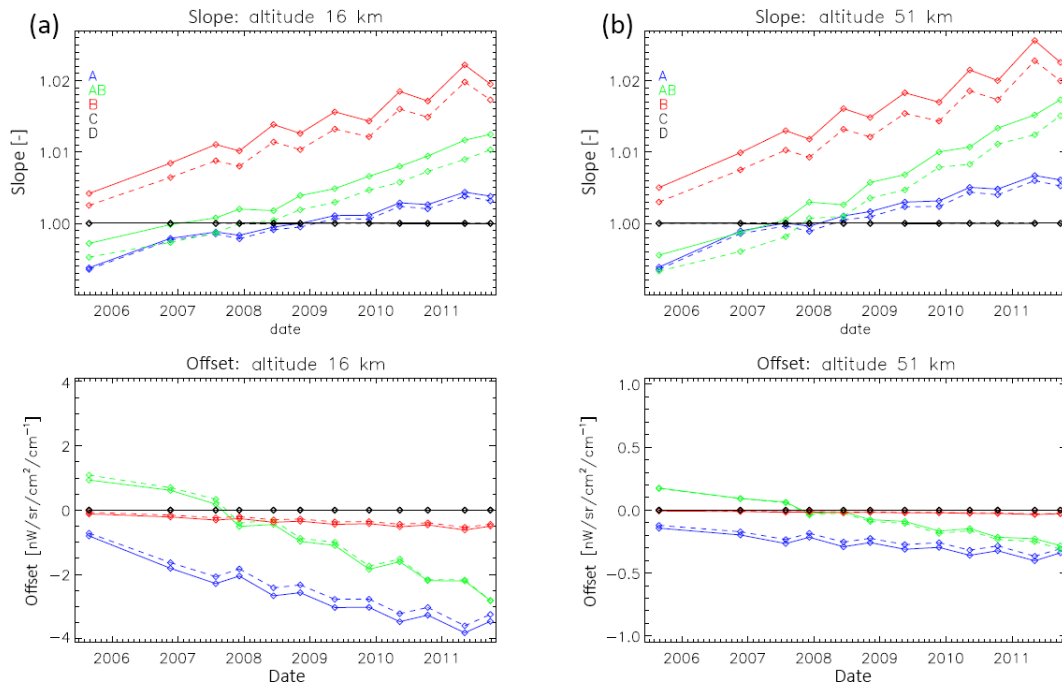 (a)
Slope: altitude 16 km
Slope [-]
1.02
1.01
1.00
A
AB
B
C
D
2006 2007 2008 2009 2010 2011
date
(b)
Slope: altitude 51 km
Slope [-]
1.02
1.01
1.00
A
AB
B
C
D
2006 2007 2008 2009 2010 2011
date
Offset: altitude 16 km
Offset [nW/sr/cm²/cm⁻¹]
4
2
0
−2
−4
2006 2007 2008 2009 2010 2011
Date
Offset: altitude 51 km
Offset [nW/sr/cm²/cm⁻¹]
1.0
0.5
0.0
−0.5
−1.0
2006 2007 2008 2009 2010 2011
Date